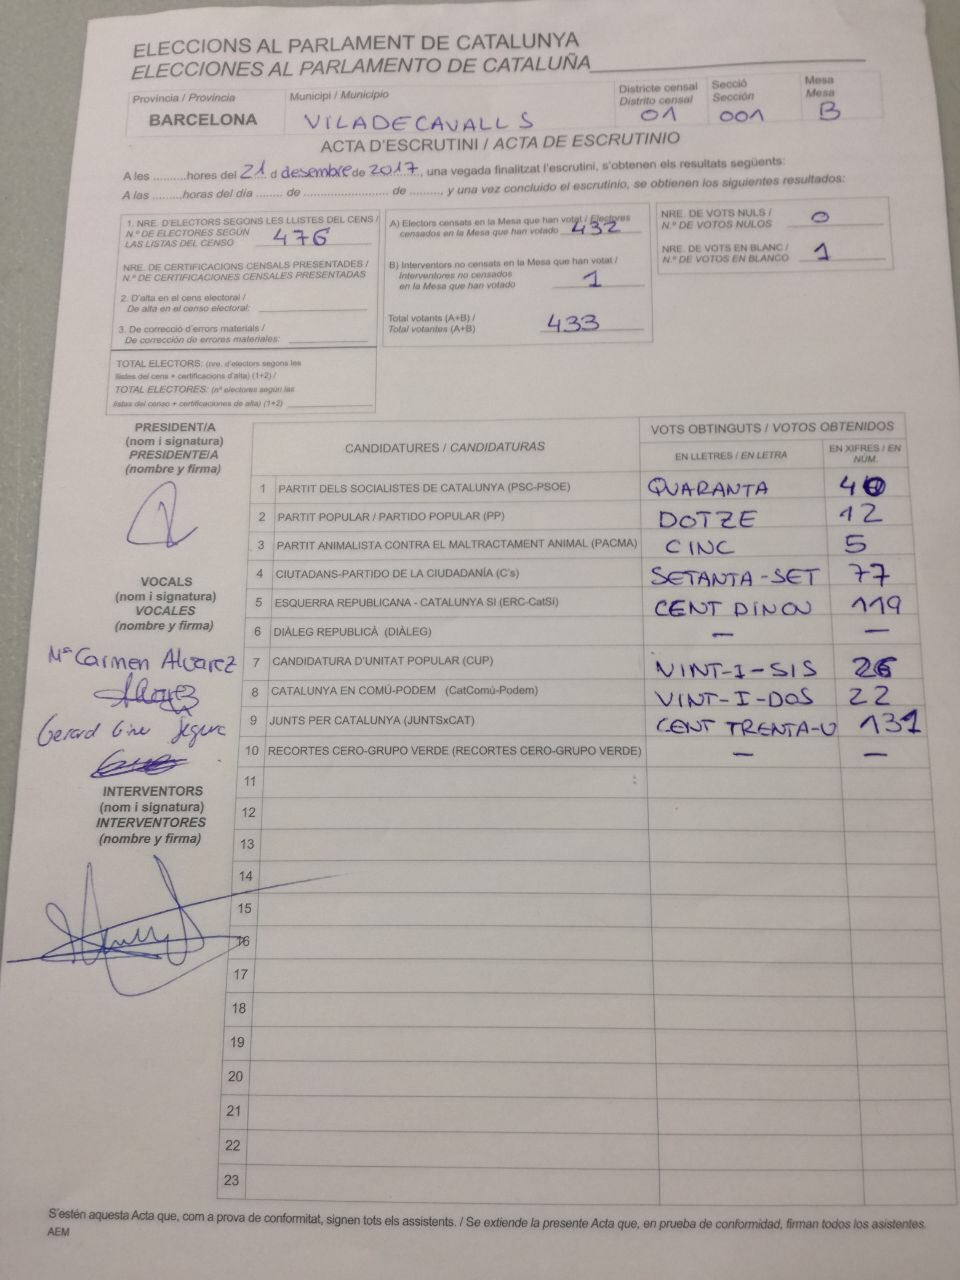 ELECCIONS AL PARLAMENT DE CATALUNYA
ELECCIONES AL PARLAMENTO DE CATALUÑA
Provincia / Provincia
BARCELONA
Municipi / Municipio
VILADECAVALLS
Districte censal
Distrito censal
01
Secció
Sección
001
Mesa
Mesa
B
ACTA D'ESCRUTINI / ACTA DE ESCRUTINIO
A les .........hores del 21 d desembre de 2017, una vegada finalitzat l'escrutini, s'obtenen els resultats següents:
A las .........horas del día ........ de ........................ de ........., y una vez concluido el escrutinio, se obtienen los siguientes resultados:
1. NRE. D'ELECTORS SEGONS LES LLISTES DEL CENS /
N.º DE ELECTORES SEGÚN
LAS LISTAS DEL CENSO 476
NRE. DE CERTIFICACIONS CENSALS PRESENTADES /
N.º DE CERTIFICACIONES CENSALES PRESENTADAS
2. D'alta en el cens electoral /
De alta en el censo electoral:
3. De correcció d'errors materials /
De corrección de errores materiales:
TOTAL ELECTORS: (nre. d'electors segons les
llistes del cens + certificacions d'alta) (1+2) /
TOTAL ELECTORES: (nº electores según las
listas del censo + certificaciones de alta) (1+2)
A) Electors censats en la Mesa que han votat / Electores
censados en la Mesa que han votado 432
B) Interventors no censats en la Mesa que han votat /
Interventores no censados
en la Mesa que han votado 1
Total votants (A+B) /
Total votantes (A+B) 433
NRE. DE VOTS NULS /
N.º DE VOTOS NULOS 0
NRE. DE VOTS EN BLANC /
N.º DE VOTOS EN BLANCO 1
PRESIDENT/A
(nom i signatura)
PRESIDENTE/A
(nombre y firma)
VOCALS
(nom i signatura)
VOCALES
(nombre y firma)
Mª Carmen Alvarez
Gerard Giner Segura
INTERVENTORS
(nom i signatura)
INTERVENTORES
(nombre y firma)
CANDIDATURES / CANDIDATURAS
VOTS OBTINGUTS / VOTOS OBTENIDOS
EN LLETRES / EN LETRA
EN XIFRES / EN NÚM.
1 PARTIT DELS SOCIALISTES DE CATALUNYA (PSC-PSOE) QUARANTA 40
2 PARTIT POPULAR / PARTIDO POPULAR (PP) DOTZE 12
3 PARTIT ANIMALISTA CONTRA EL MALTRACTAMENT ANIMAL (PACMA) CINC 5
4 CIUTADANS-PARTIDO DE LA CIUDADANÍA (C's) SETANTA-SET 77
5 ESQUERRA REPUBLICANA - CATALUNYA SI (ERC-CatSí) CENT DINOU 119
6 DIÀLEG REPUBLICÀ (DIÀLEG) — —
7 CANDIDATURA D'UNITAT POPULAR (CUP) VINT-I-SIS 26
8 CATALUNYA EN COMÚ-PODEM (CatComú-Podem) VINT-I-DOS 22
9 JUNTS PER CATALUNYA (JUNTSxCAT) CENT TRENTA-U 131
10 RECORTES CERO-GRUPO VERDE (RECORTES CERO-GRUPO VERDE) — —
11
12
13
14
15
16
17
18
19
20
21
22
23
S'estén aquesta Acta que, com a prova de conformitat, signen tots els assistents. / Se extiende la presente Acta que, en prueba de conformidad, firman todos los asistentes.
AEM